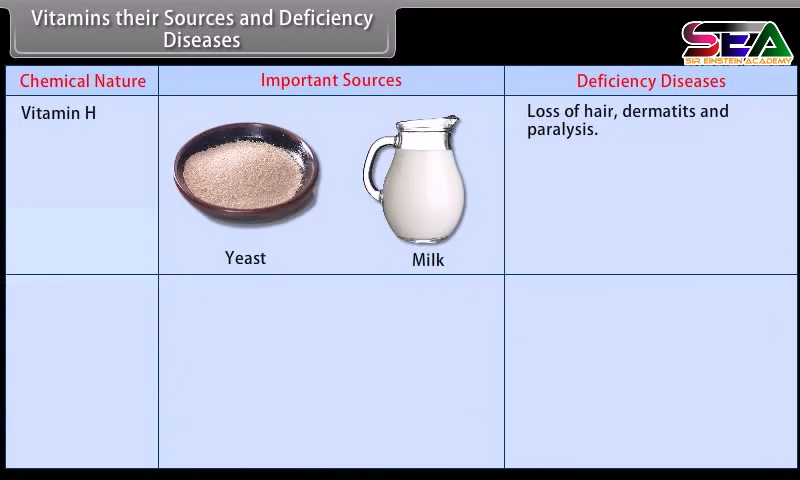 Vitamins their Sources and Deficiency
Diseases
SEA
SIR EINSTEIN ACADEMY
Chemical Nature
Important Sources
Deficiency Diseases
Vitamin H
Loss of hair, dermatits and
paralysis.
Yeast
Milk